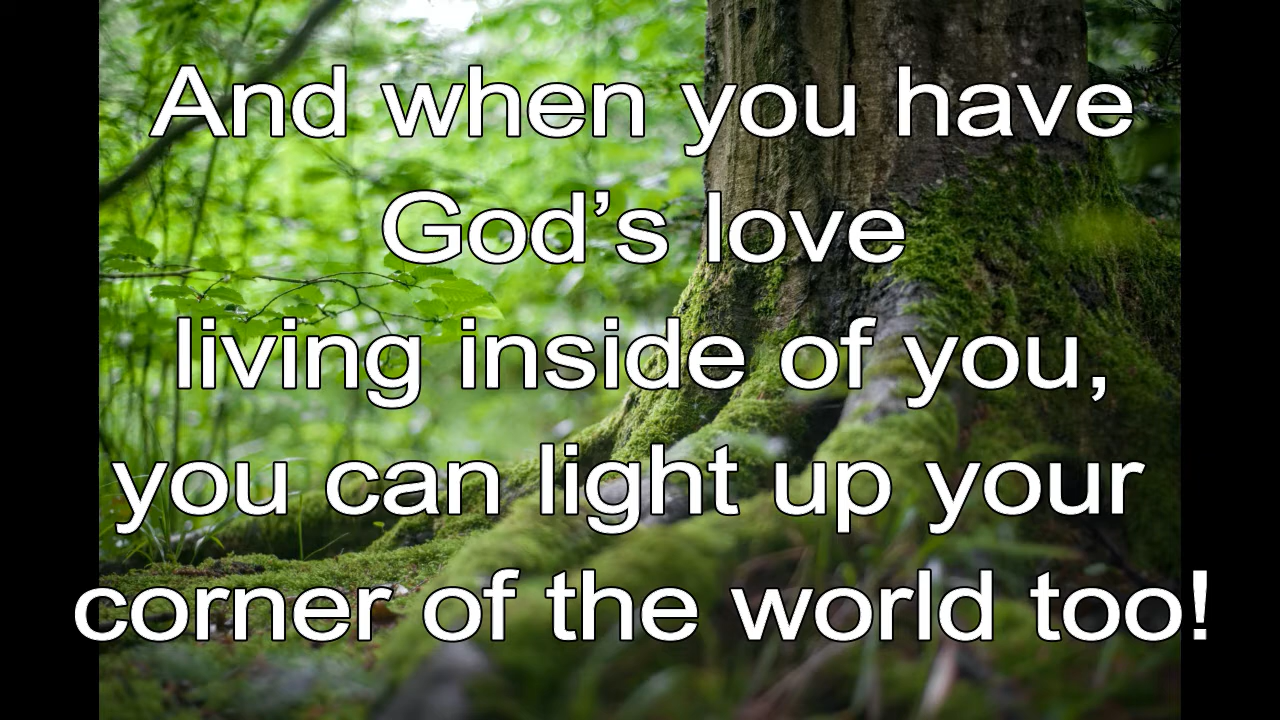 And when you have
God’s love
living inside of you,
you can light up your
corner of the world too!